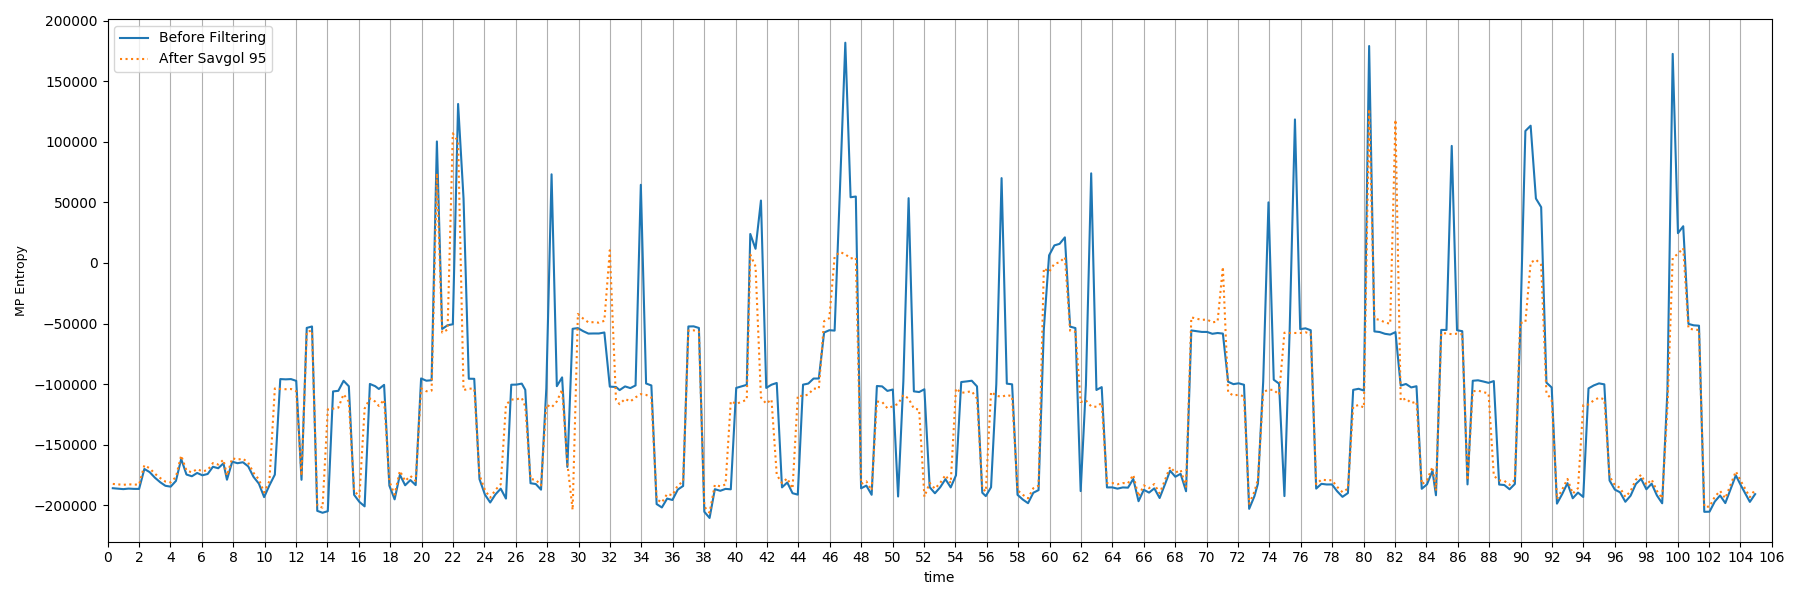 200000
150000
100000
50000
0
−50000
−100000
−150000
−200000
MP Entropy
Before Filtering
After Savgol 95
0 2 4 6 8 10 12 14 16 18 20 22 24 26 28 30 32 34 36 38 40 42 44 46 48 50 52 54 56 58 60 62 64 66 68 70 72 74 76 78 80 82 84 86 88 90 92 94 96 98 100 102 104 106
time